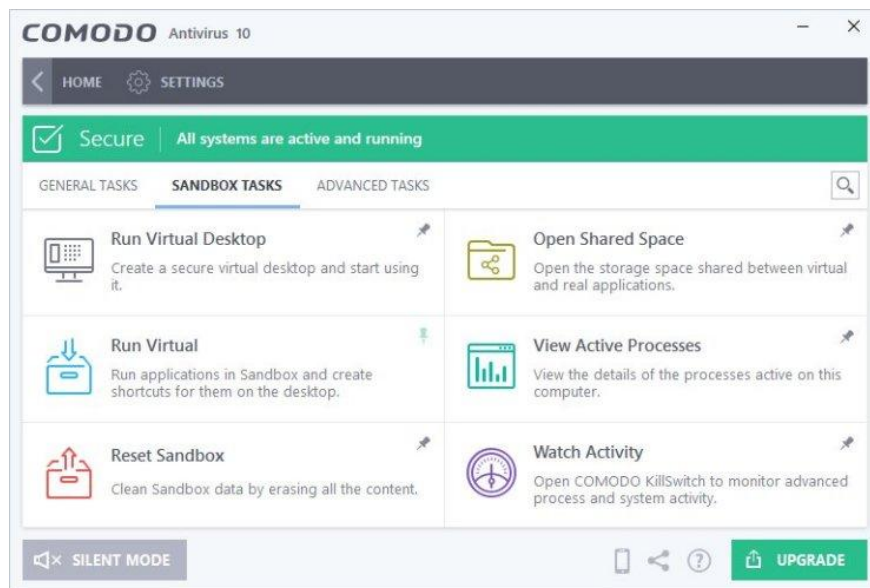 COMODO Antivirus 10
HOME SETTINGS
Secure All systems are active and running
GENERAL TASKS SANDBOX TASKS ADVANCED TASKS
Run Virtual Desktop
Create a secure virtual desktop and start using
it.
Open Shared Space
Open the storage space shared between virtual
and real applications.
Run Virtual
Run applications in Sandbox and create
shortcuts for them on the desktop.
View Active Processes
View the details of the processes active on this
computer.
Reset Sandbox
Clean Sandbox data by erasing all the content.
Watch Activity
Open COMODO KillSwitch to monitor advanced
process and system activity.
SILENT MODE
UPGRADE